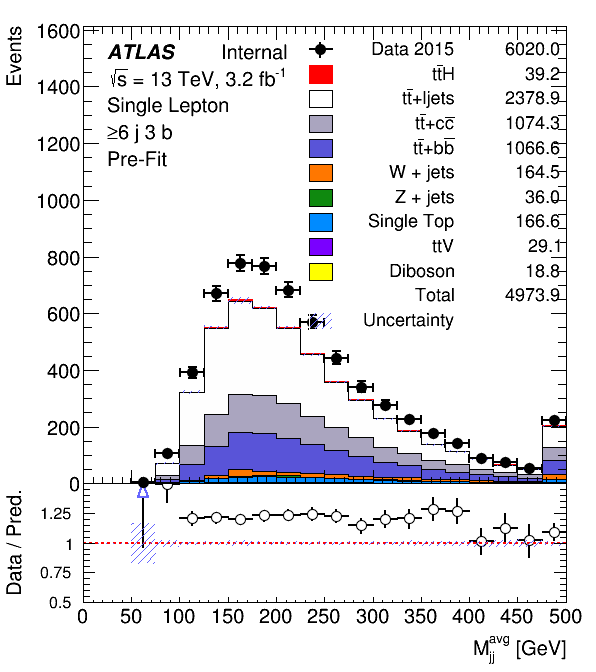 Events
1600
1400
1200
1000
800
600
400
200
0
ATLAS Internal
√s = 13 TeV, 3.2 fb⁻¹
Single Lepton
≥6 j 3 b
Pre-Fit
Data 2015 6020.0
tt̄H 39.2
tt̄+ljets 2378.9
tt̄+cc̄ 1074.3
tt̄+bb̄ 1066.6
W + jets 164.5
Z + jets 36.0
Single Top 166.6
ttV 29.1
Diboson 18.8
Total 4973.9
Uncertainty
Data / Pred.
1.25
1
0.75
0.5
0 50 100 150 200 250 300 350 400 450 500
M_jj^avg [GeV]